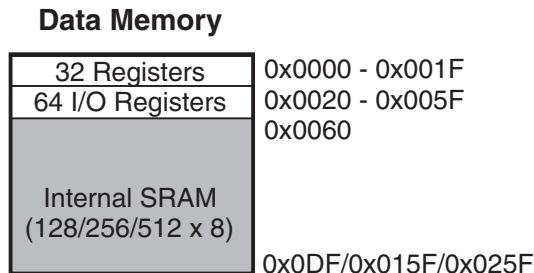 Data Memory
32 Registers
0x0000 - 0x001F
64 I/O Registers
0x0020 - 0x005F
0x0060
Internal SRAM
(128/256/512 x 8)
0x0DF/0x015F/0x025F